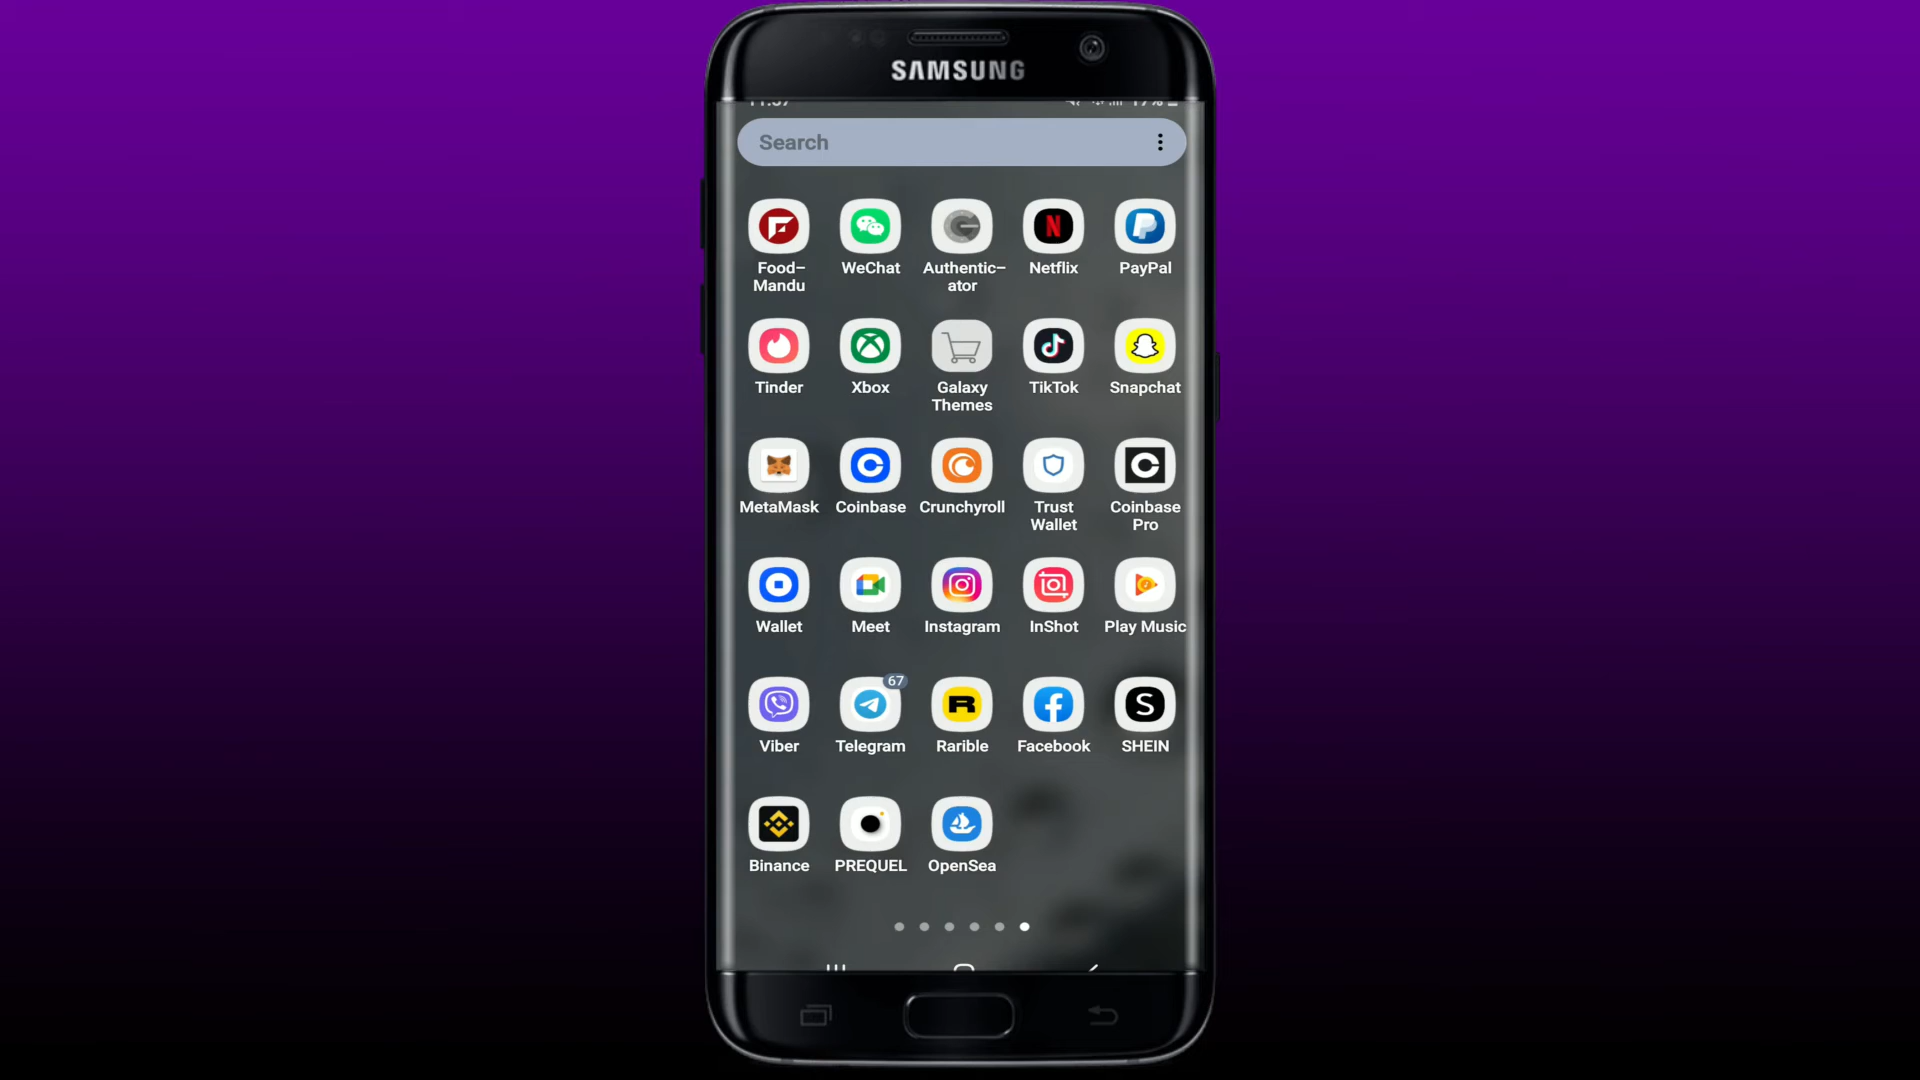 SAMSUNG
Search
Food–
Mandu
WeChat
Authentic–
ator
Netflix
PayPal
Tinder
Xbox
Galaxy
Themes
TikTok
Snapchat
MetaMask
Coinbase
Crunchyroll
Trust
Wallet
Coinbase
Pro
Wallet
Meet
Instagram
InShot
Play Music
67
Viber
Telegram
Rarible
Facebook
SHEIN
Binance
PREQUEL
OpenSea